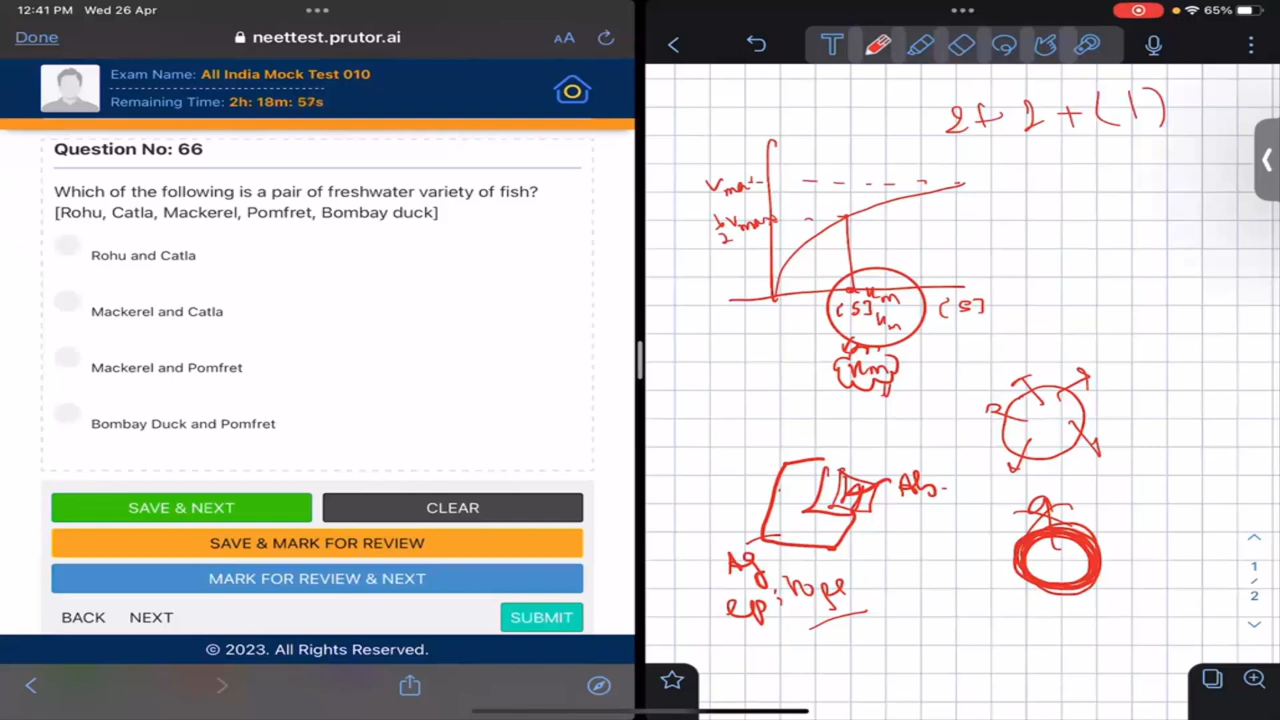 12:41 PM Wed 26 Apr
65%
Done
neettest.prutor.ai
AA
Exam Name: All India Mock Test 010
Remaining Time: 2h: 18m: 57s
Question No: 66
Which of the following is a pair of freshwater variety of fish?
[Rohu, Catla, Mackerel, Pomfret, Bombay duck]
Rohu and Catla
Mackerel and Catla
Mackerel and Pomfret
Bombay Duck and Pomfret
SAVE & NEXT
CLEAR
SAVE & MARK FOR REVIEW
MARK FOR REVIEW & NEXT
BACK
NEXT
SUBMIT
© 2023. All Rights Reserved.
T
2+ 2 + (1)
Vmax
1/2 Vmax
Km
[S]
[S]
Km
Ab.
Ag
ep;
1
2